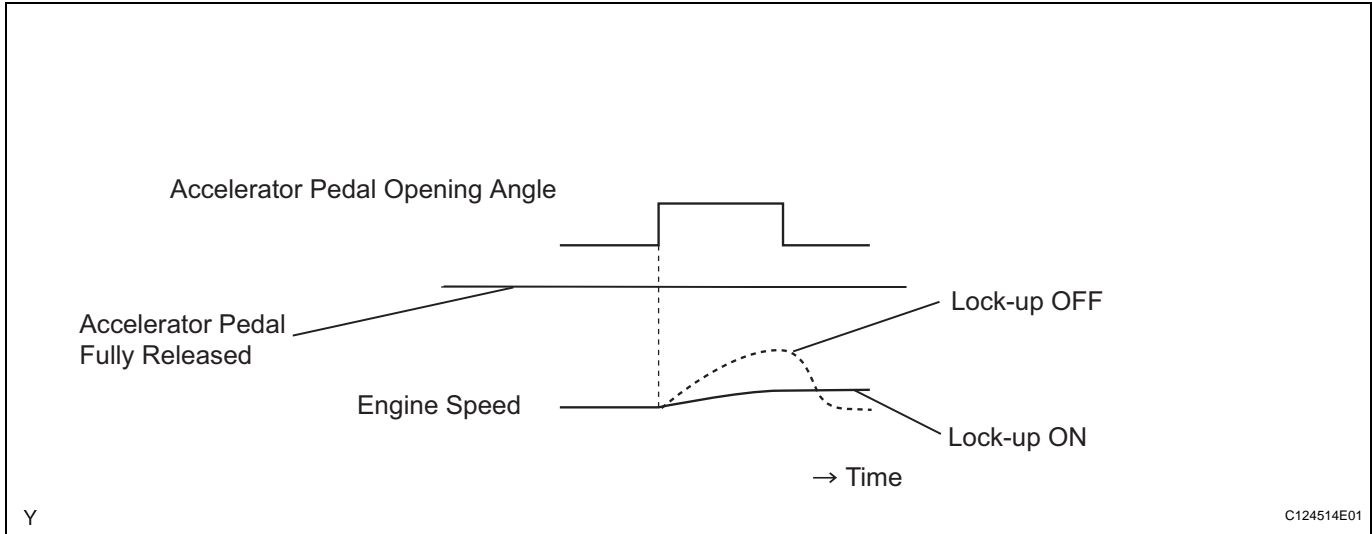 Accelerator Pedal Opening Angle
Accelerator Pedal
Fully Released
Lock-up OFF
Engine Speed
Lock-up ON
→ Time
Y
C124514E01